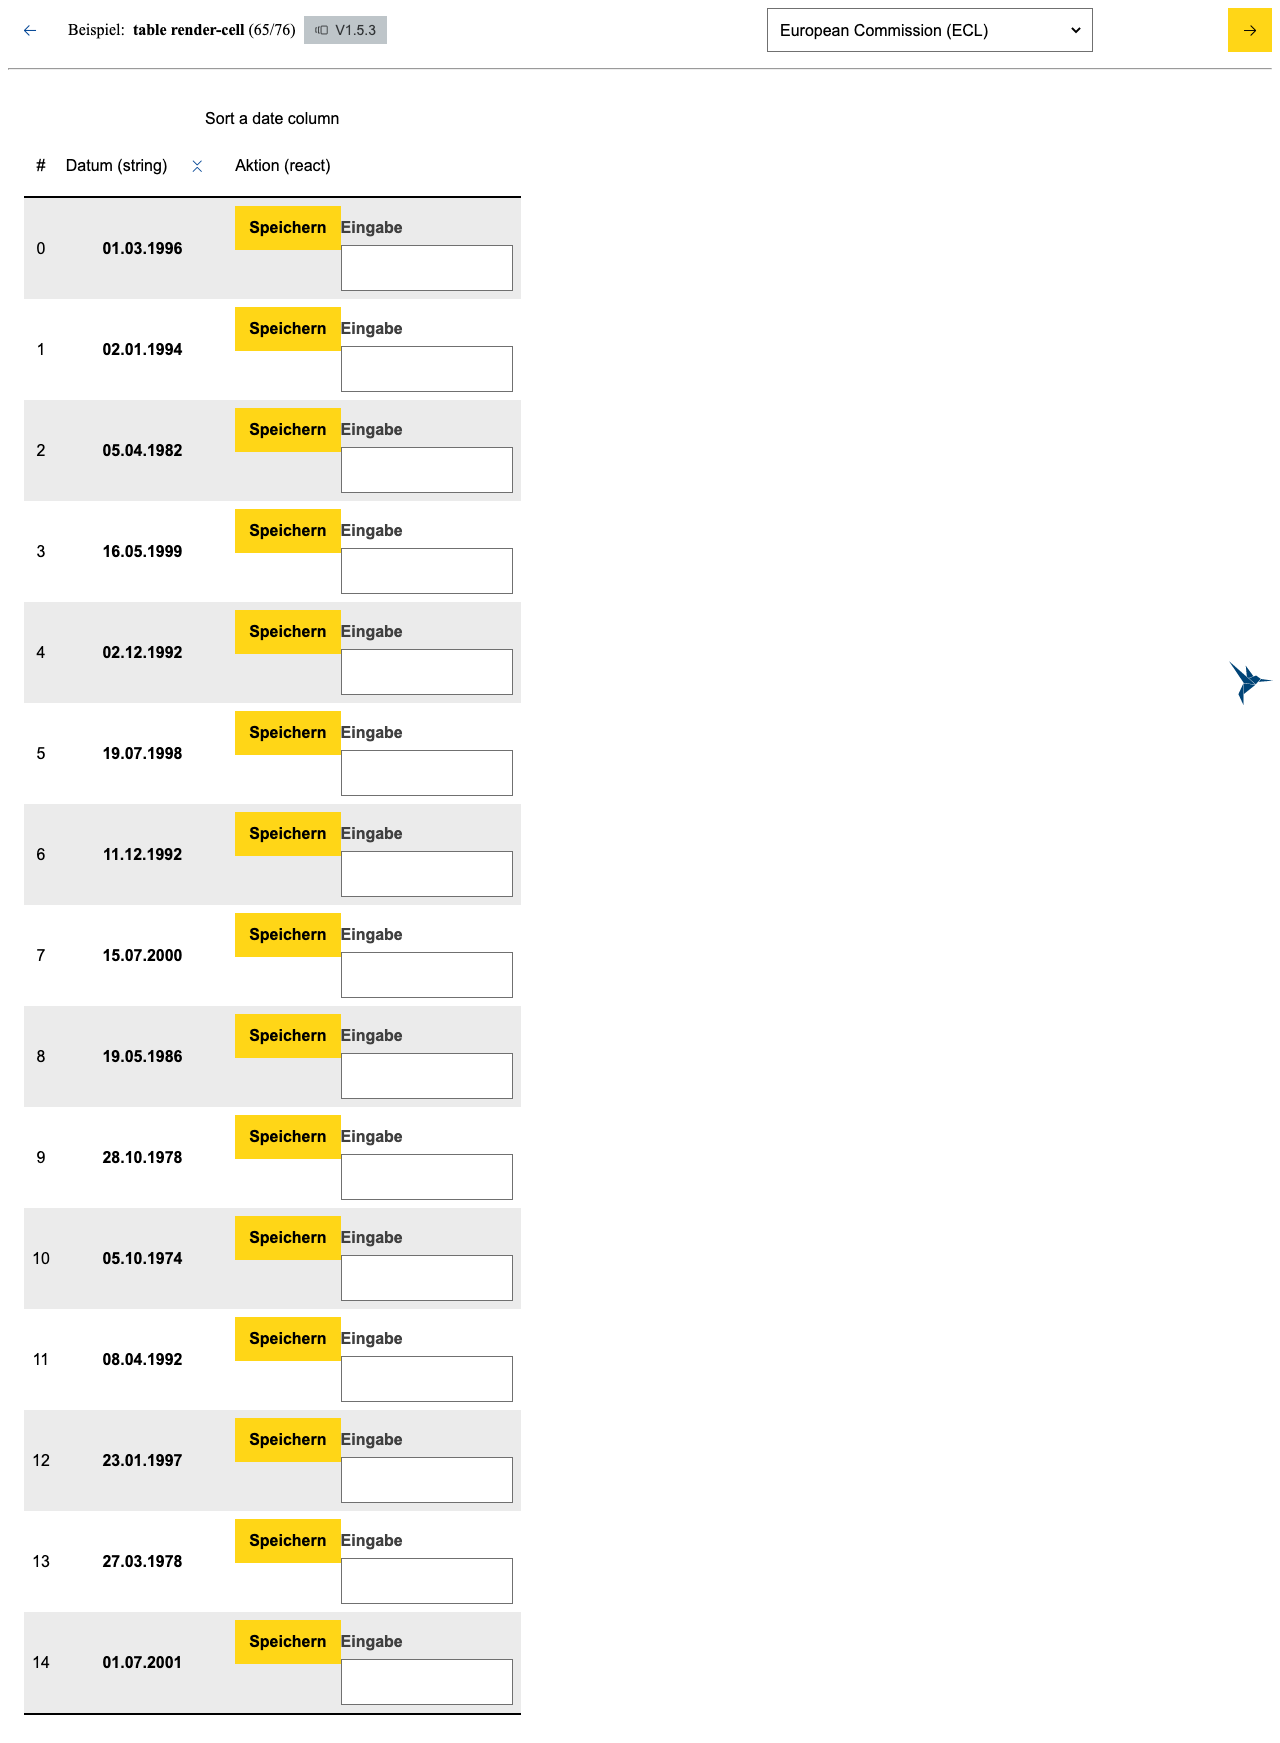 Beispiel: table render-cell (65/76) V1.5.3 European Commission (ECL)
Sort a date column
# Datum (string) Aktion (react)
0 01.03.1996 Speichern Eingabe
1 02.01.1994 Speichern Eingabe
2 05.04.1982 Speichern Eingabe
3 16.05.1999 Speichern Eingabe
4 02.12.1992 Speichern Eingabe
5 19.07.1998 Speichern Eingabe
6 11.12.1992 Speichern Eingabe
7 15.07.2000 Speichern Eingabe
8 19.05.1986 Speichern Eingabe
9 28.10.1978 Speichern Eingabe
10 05.10.1974 Speichern Eingabe
11 08.04.1992 Speichern Eingabe
12 23.01.1997 Speichern Eingabe
13 27.03.1978 Speichern Eingabe
14 01.07.2001 Speichern Eingabe